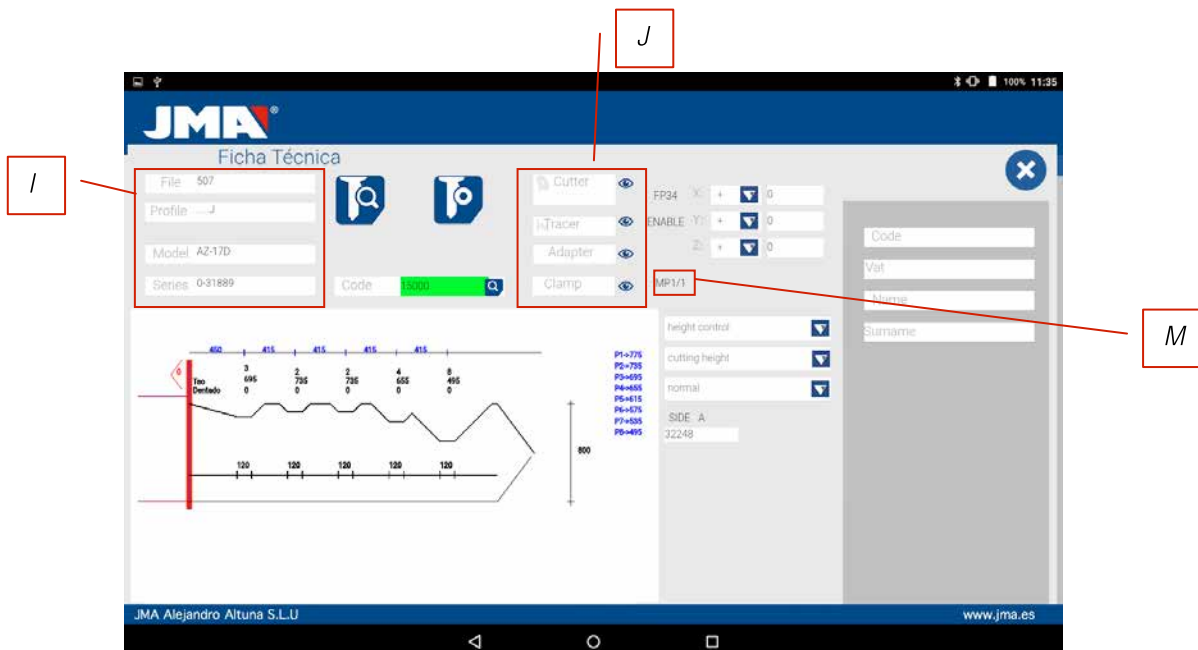 J
100% 11:35
JMA®
Ficha Técnica
I
File 507
Profile ....J
Model AZ-17D
Series 0-31889
Code 15000
Cutter
Tracer
Adapter
Clamp
FP34 X: + 0
ENABLE Y: + 0
Z: + 0
MP1/1
Code
Vat
Name
Surname
M
height control
cutting height
normal
SIDE A
32248
450 415 415 415 415
0
3 2 2 4 8
Teo 695 735 735 655 495
Dentado 0 0 0 0 0
120 120 120 120 120
800
P1->775
P2->735
P3->695
P4->655
P5->615
P6->575
P7->535
P8->495
JMA Alejandro Altuna S.L.U
www.jma.es